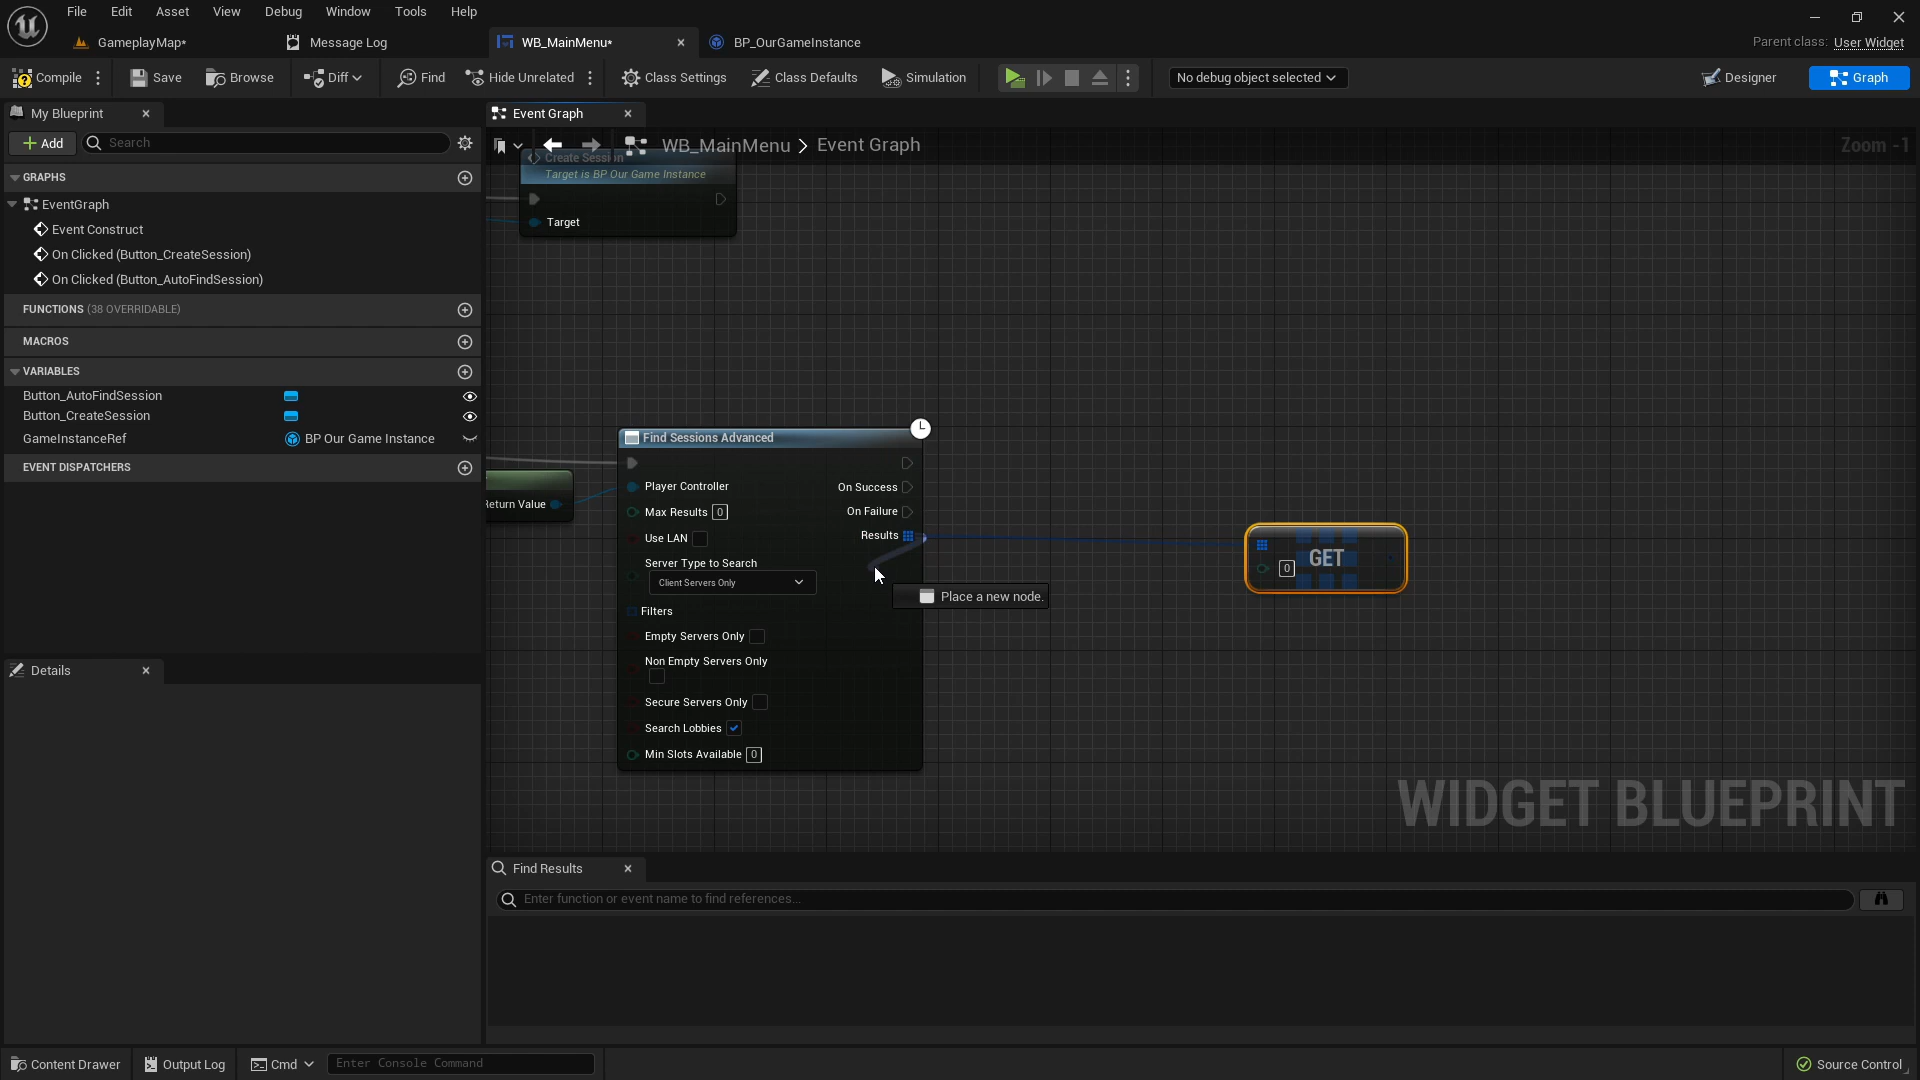 File Edit Asset View Debug Window Tools Help
GameplayMap*
Message Log
WB_MainMenu*
BP_OurGameInstance
Parent class: User Widget
Compile
Save
Browse
Diff
Find
Hide Unrelated
Class Settings
Class Defaults
Simulation
No debug object selected
Designer
Graph
My Blueprint
Add
Search
GRAPHS
EventGraph
Event Construct
On Clicked (Button_CreateSession)
On Clicked (Button_AutoFindSession)
FUNCTIONS (38 OVERRIDABLE)
MACROS
VARIABLES
Button_AutoFindSession
Button_CreateSession
GameInstanceRef
BP Our Game Instance
EVENT DISPATCHERS
Details
Event Graph
WB_MainMenu > Event Graph
Zoom -1
Create Session
Target is BP Our Game Instance
Target
Return Value
Find Sessions Advanced
Player Controller
On Success
Max Results 0
On Failure
Use LAN
Results
Server Type to Search
Client Servers Only
Filters
Empty Servers Only
Non Empty Servers Only
Secure Servers Only
Search Lobbies
Min Slots Available 0
Place a new node.
GET
0
WIDGET BLUEPRINT
Find Results
Enter function or event name to find references...
Content Drawer
Output Log
Cmd
Enter Console Command
Source Control